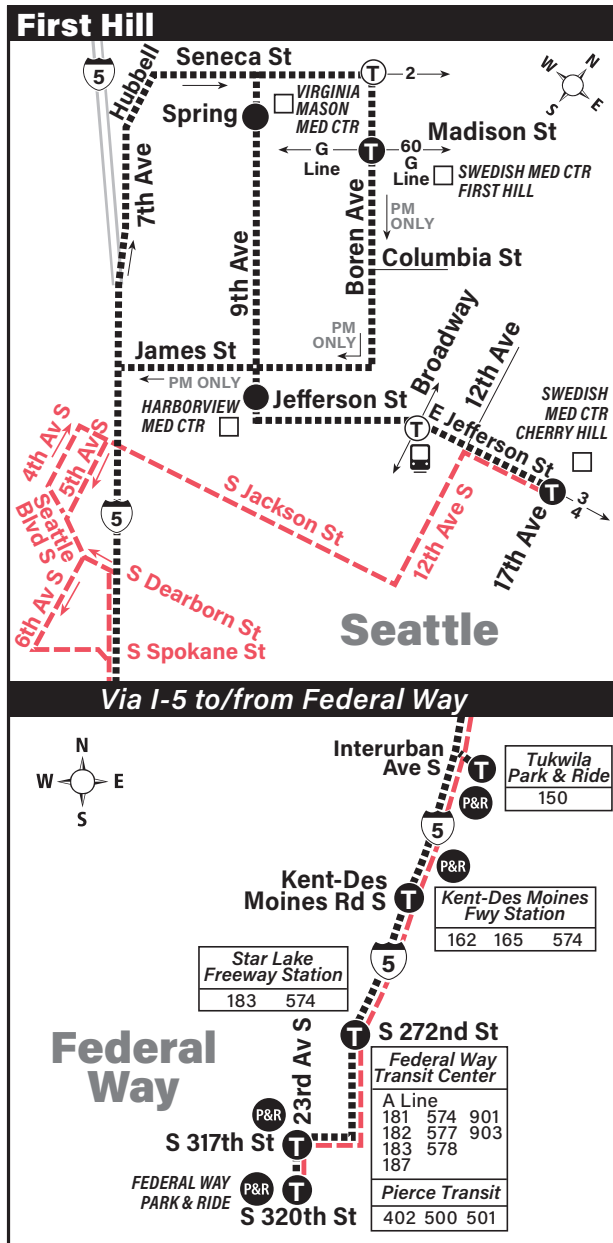 First Hill
5
Hubbell
Seneca St
T
2
N
W
E
S
Spring
VIRGINIA
MASON
MED CTR
Madison St
T
G
Line
60
G
Line
SWEDISH MED CTR
FIRST HILL
7th Ave
9th Ave
Boren Ave
PM
ONLY
Columbia St
PM
ONLY
James St
PM ONLY
Broadway
12th Ave
HARBORVIEW
MED CTR
Jefferson St
T
E Jefferson St
SWEDISH
MED CTR
CHERRY HILL
T
3
4
17th Ave
4th Av S
5th Av S
Seattle
Blvd S
5
S Jackson St
12th Ave S
6th Av S
S Dearborn St
S Spokane St
Seattle
Via I-5 to/from Federal Way
N
W
E
S
Interurban
Ave S
T
Tukwila
Park & Ride
150
P&R
5
P&R
Kent-Des
Moines Rd S
T
Kent-Des Moines
Fwy Station
162 165 574
5
Star Lake
Freeway Station
183 574
T
S 272nd St
Federal
Way
23rd Av S
Federal Way
Transit Center
A Line
181 574 901
182 577 903
183 578
187
Pierce Transit
402 500 501
P&R
S 317th St
T
FEDERAL WAY
PARK & RIDE
P&R
T
S 320th St